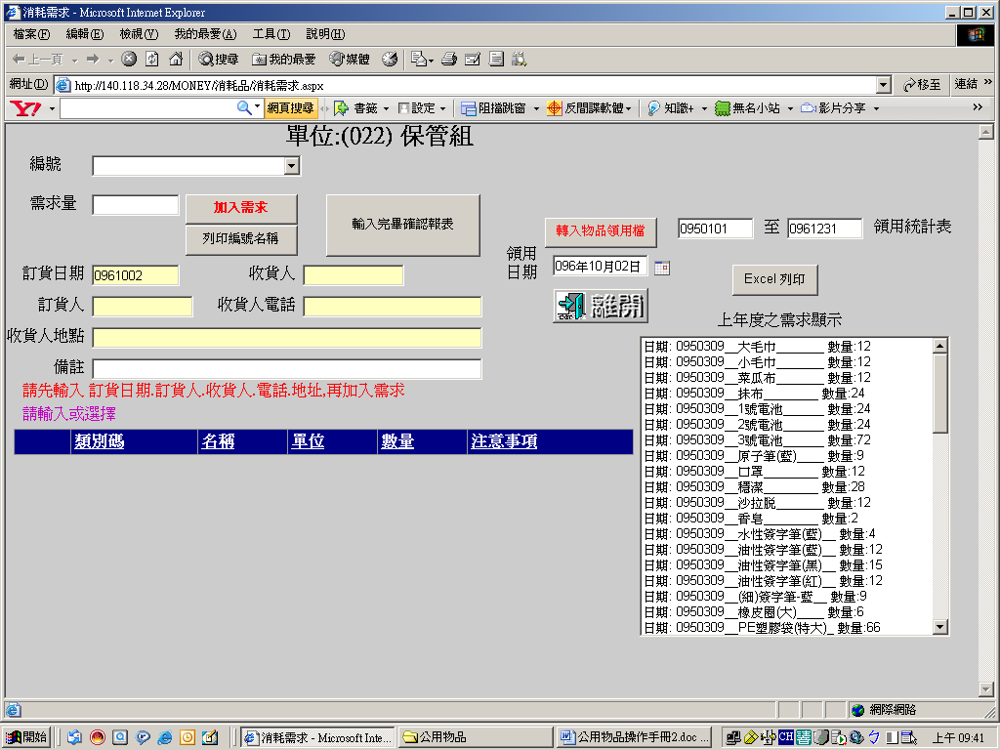 消耗需求 - Microsoft Internet Explorer
檔案(F) 編輯(E) 檢視(V) 我的最愛(A) 工具(T) 說明(H)
上一頁 搜尋 我的最愛 媒體
網址(D) http://140.118.34.28/MONEY/消耗品/消耗需求.aspx 移至 連結 »
Y! 網頁搜尋 書籤 設定 阻擋跳窗 反間諜軟體 知識+ 無名小站 影片分享 »
單位:(022) 保管組
編號
需求量 加入需求
列印編號名稱
輸入完畢確認報表
轉入物品領用檔 0950101 至 0961231 領用統計表
領用日期 096年10月02日
Excel 列印
離開
訂貨日期 0961002 收貨人
訂貨人 收貨人電話
收貨人地點
備註
請先輸入 訂貨日期.訂貨人.收貨人.電話.地址,再加入需求
請輸入或選擇
類別碼 名稱 單位 數量 注意事項
上年度之需求顯示
日期: 0950309__大毛巾_______ 數量:12
日期: 0950309__小毛巾_______ 數量:12
日期: 0950309__菜瓜布_______ 數量:12
日期: 0950309__抹布________ 數量:24
日期: 0950309__1號電池______ 數量:24
日期: 0950309__2號電池______ 數量:24
日期: 0950309__3號電池______ 數量:72
日期: 0950309__原子筆(藍)____ 數量:9
日期: 0950309__口罩________ 數量:12
日期: 0950309__穩潔________ 數量:28
日期: 0950309__沙拉脫_______ 數量:12
日期: 0950309__香皂________ 數量:2
日期: 0950309__水性簽字筆(藍)__ 數量:4
日期: 0950309__油性簽字筆(藍)__ 數量:12
日期: 0950309__油性簽字筆(黑)__ 數量:15
日期: 0950309__油性簽字筆(紅)__ 數量:12
日期: 0950309__(細)簽字筆-藍__ 數量:9
日期: 0950309__橡皮圈(大)____ 數量:6
日期: 0950309__PE塑膠袋(特大)_ 數量:66
網際網路
開始 消耗需求 - Microsoft Inte... 公用物品 公用物品操作手冊2.doc ... CH 上午 09:41